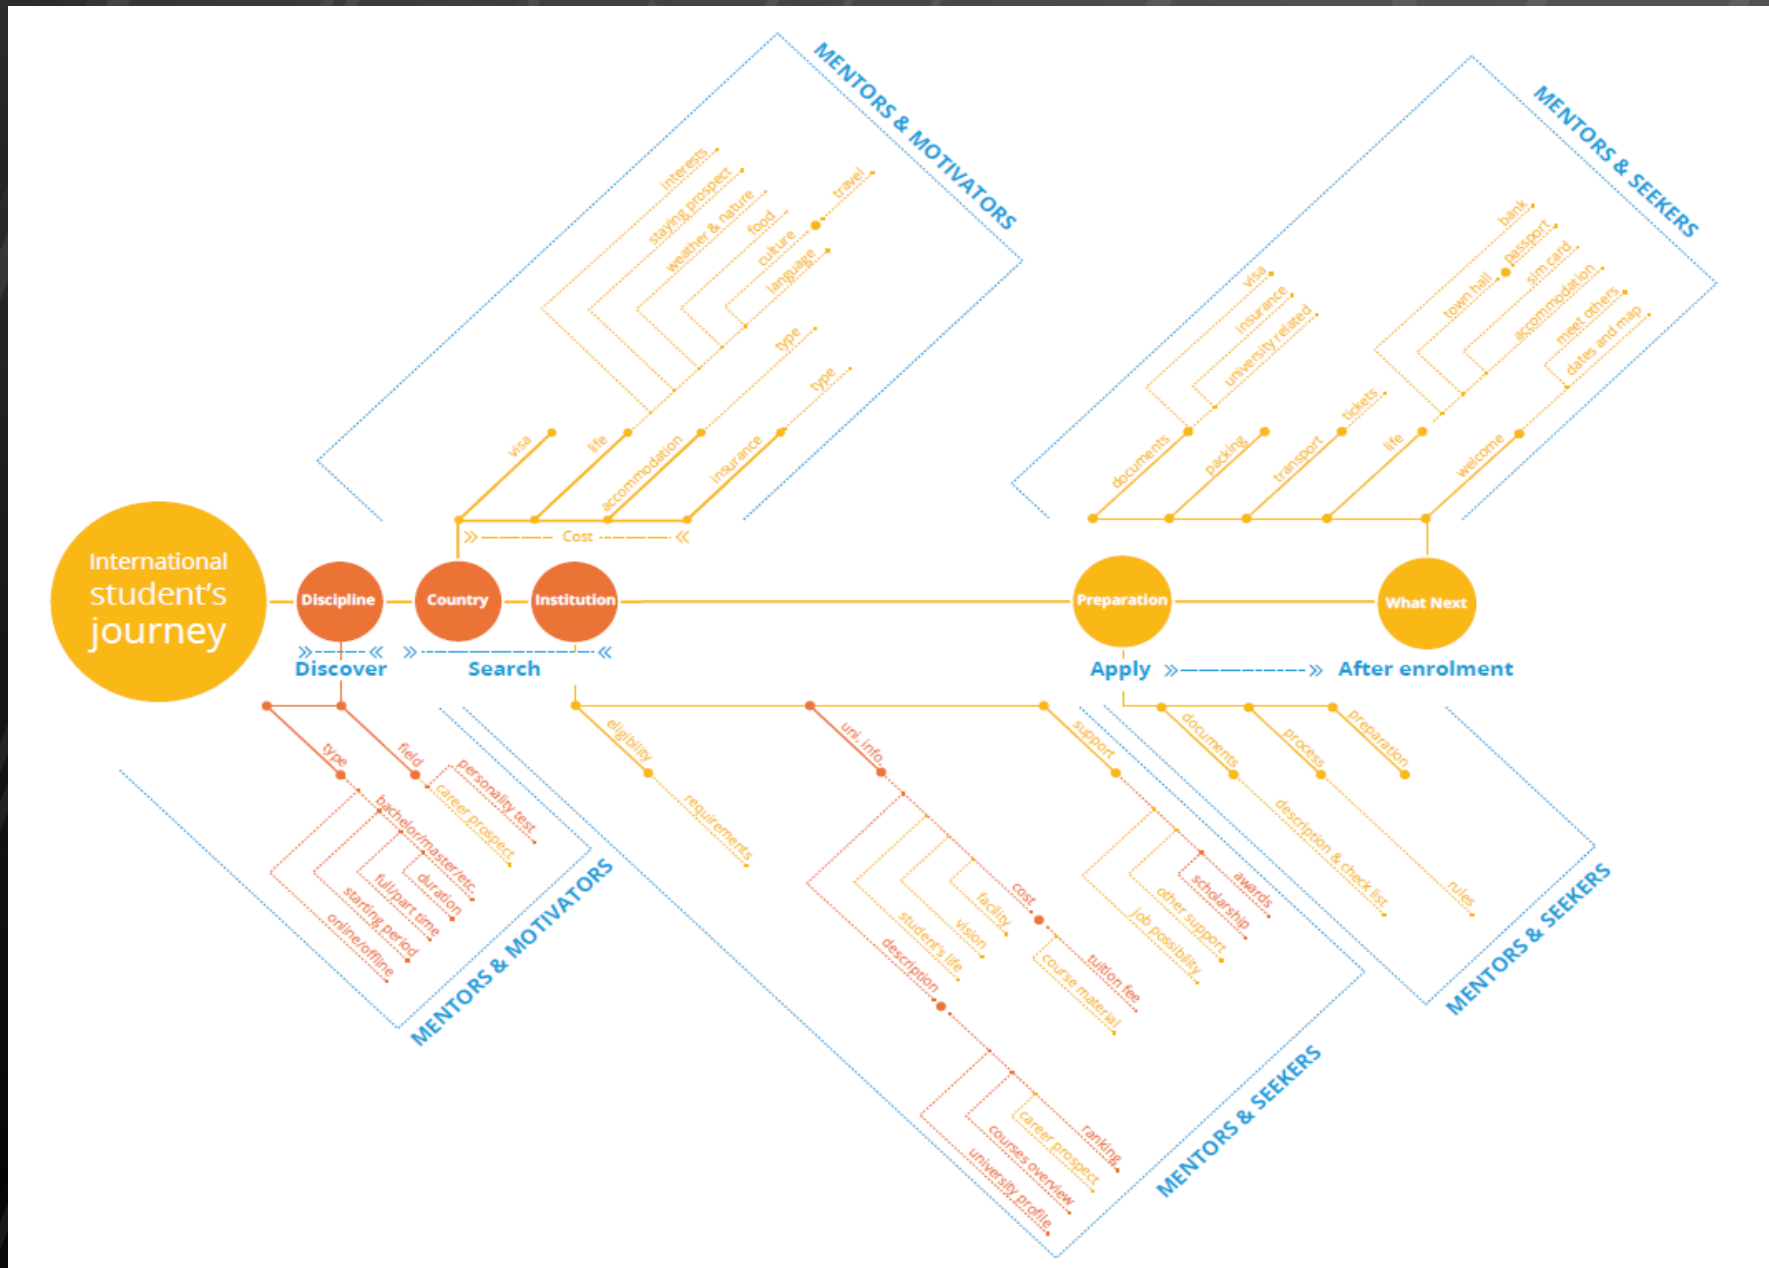 MENTORS & MOTIVATORS
interests
staying prospect
weather & nature
food
culture
travel
language
type
type
visa
life
accommodation
insurance
Cost
MENTORS & SEEKERS
visa
insurance
university related
bank
town hall
passport
sim card
accommodation
meet others
dates and map
tickets
documents
packing
transport
life
welcome
International
student's
journey
Discipline
Country
Institution
Preparation
What Next
Discover
Search
Apply
After enrolment
type
field
personality test
career prospect
bachelor/master/etc.
duration
full/part time
starting period
online/offline
MENTORS & MOTIVATORS
eligibility
requirements
uni. info.
cost
facility
vision
student's life
description
tuition fee
course material
ranking
career prospect
courses overview
university profile
support
awards
scholarship
other support
job possibility
MENTORS & SEEKERS
documents
process
preparation
description & check list
rules
MENTORS & SEEKERS